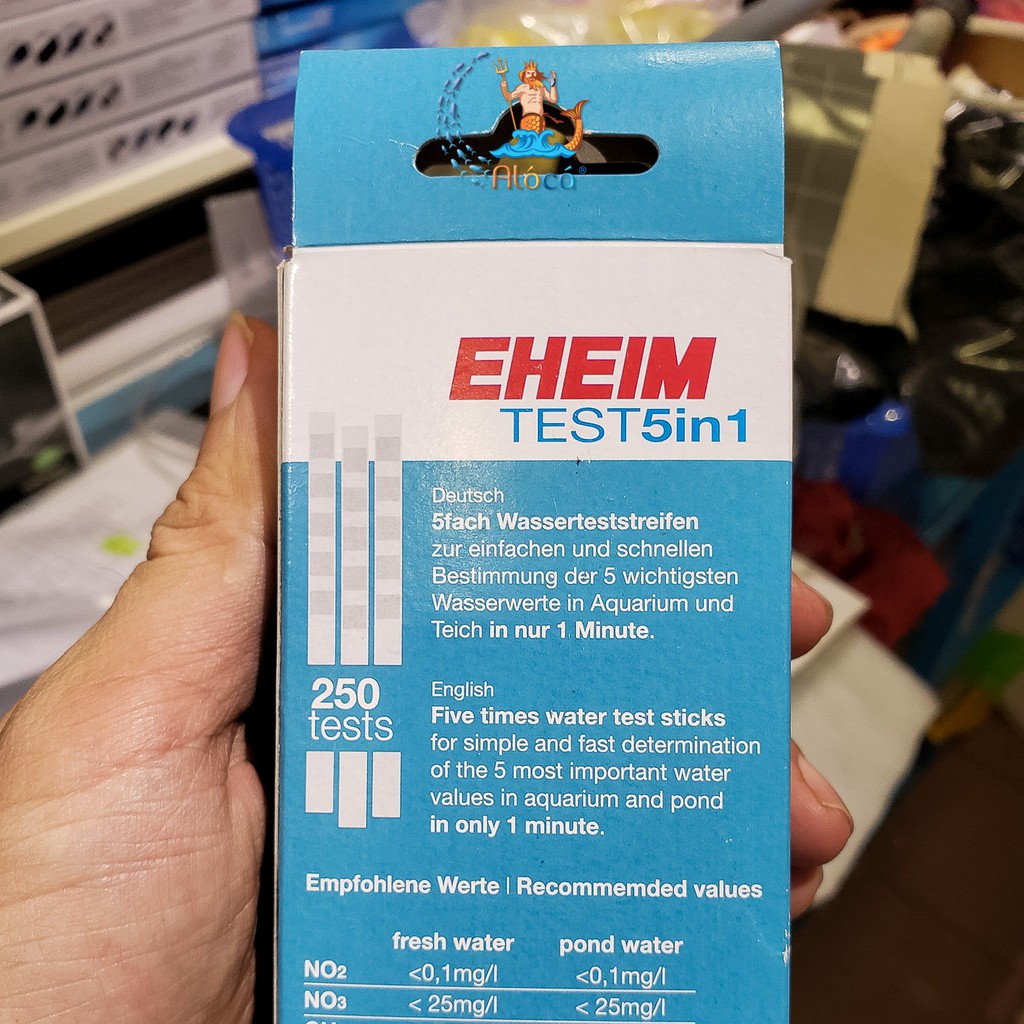 Alócá®
EHEIM
TEST5in1
Deutsch
5fach Wasserteststreifen
zur einfachen und schnellen
Bestimmung der 5 wichtigsten
Wasserwerte in Aquarium und
Teich in nur 1 Minute.
250
tests
English
Five times water test sticks
for simple and fast determination
of the 5 most important water
values in aquarium and pond
in only 1 minute.
Empfohlene Werte | Recommemded values
fresh water pond water
NO2 <0,1mg/l <0,1mg/l
NO3 < 25mg/l < 25mg/l